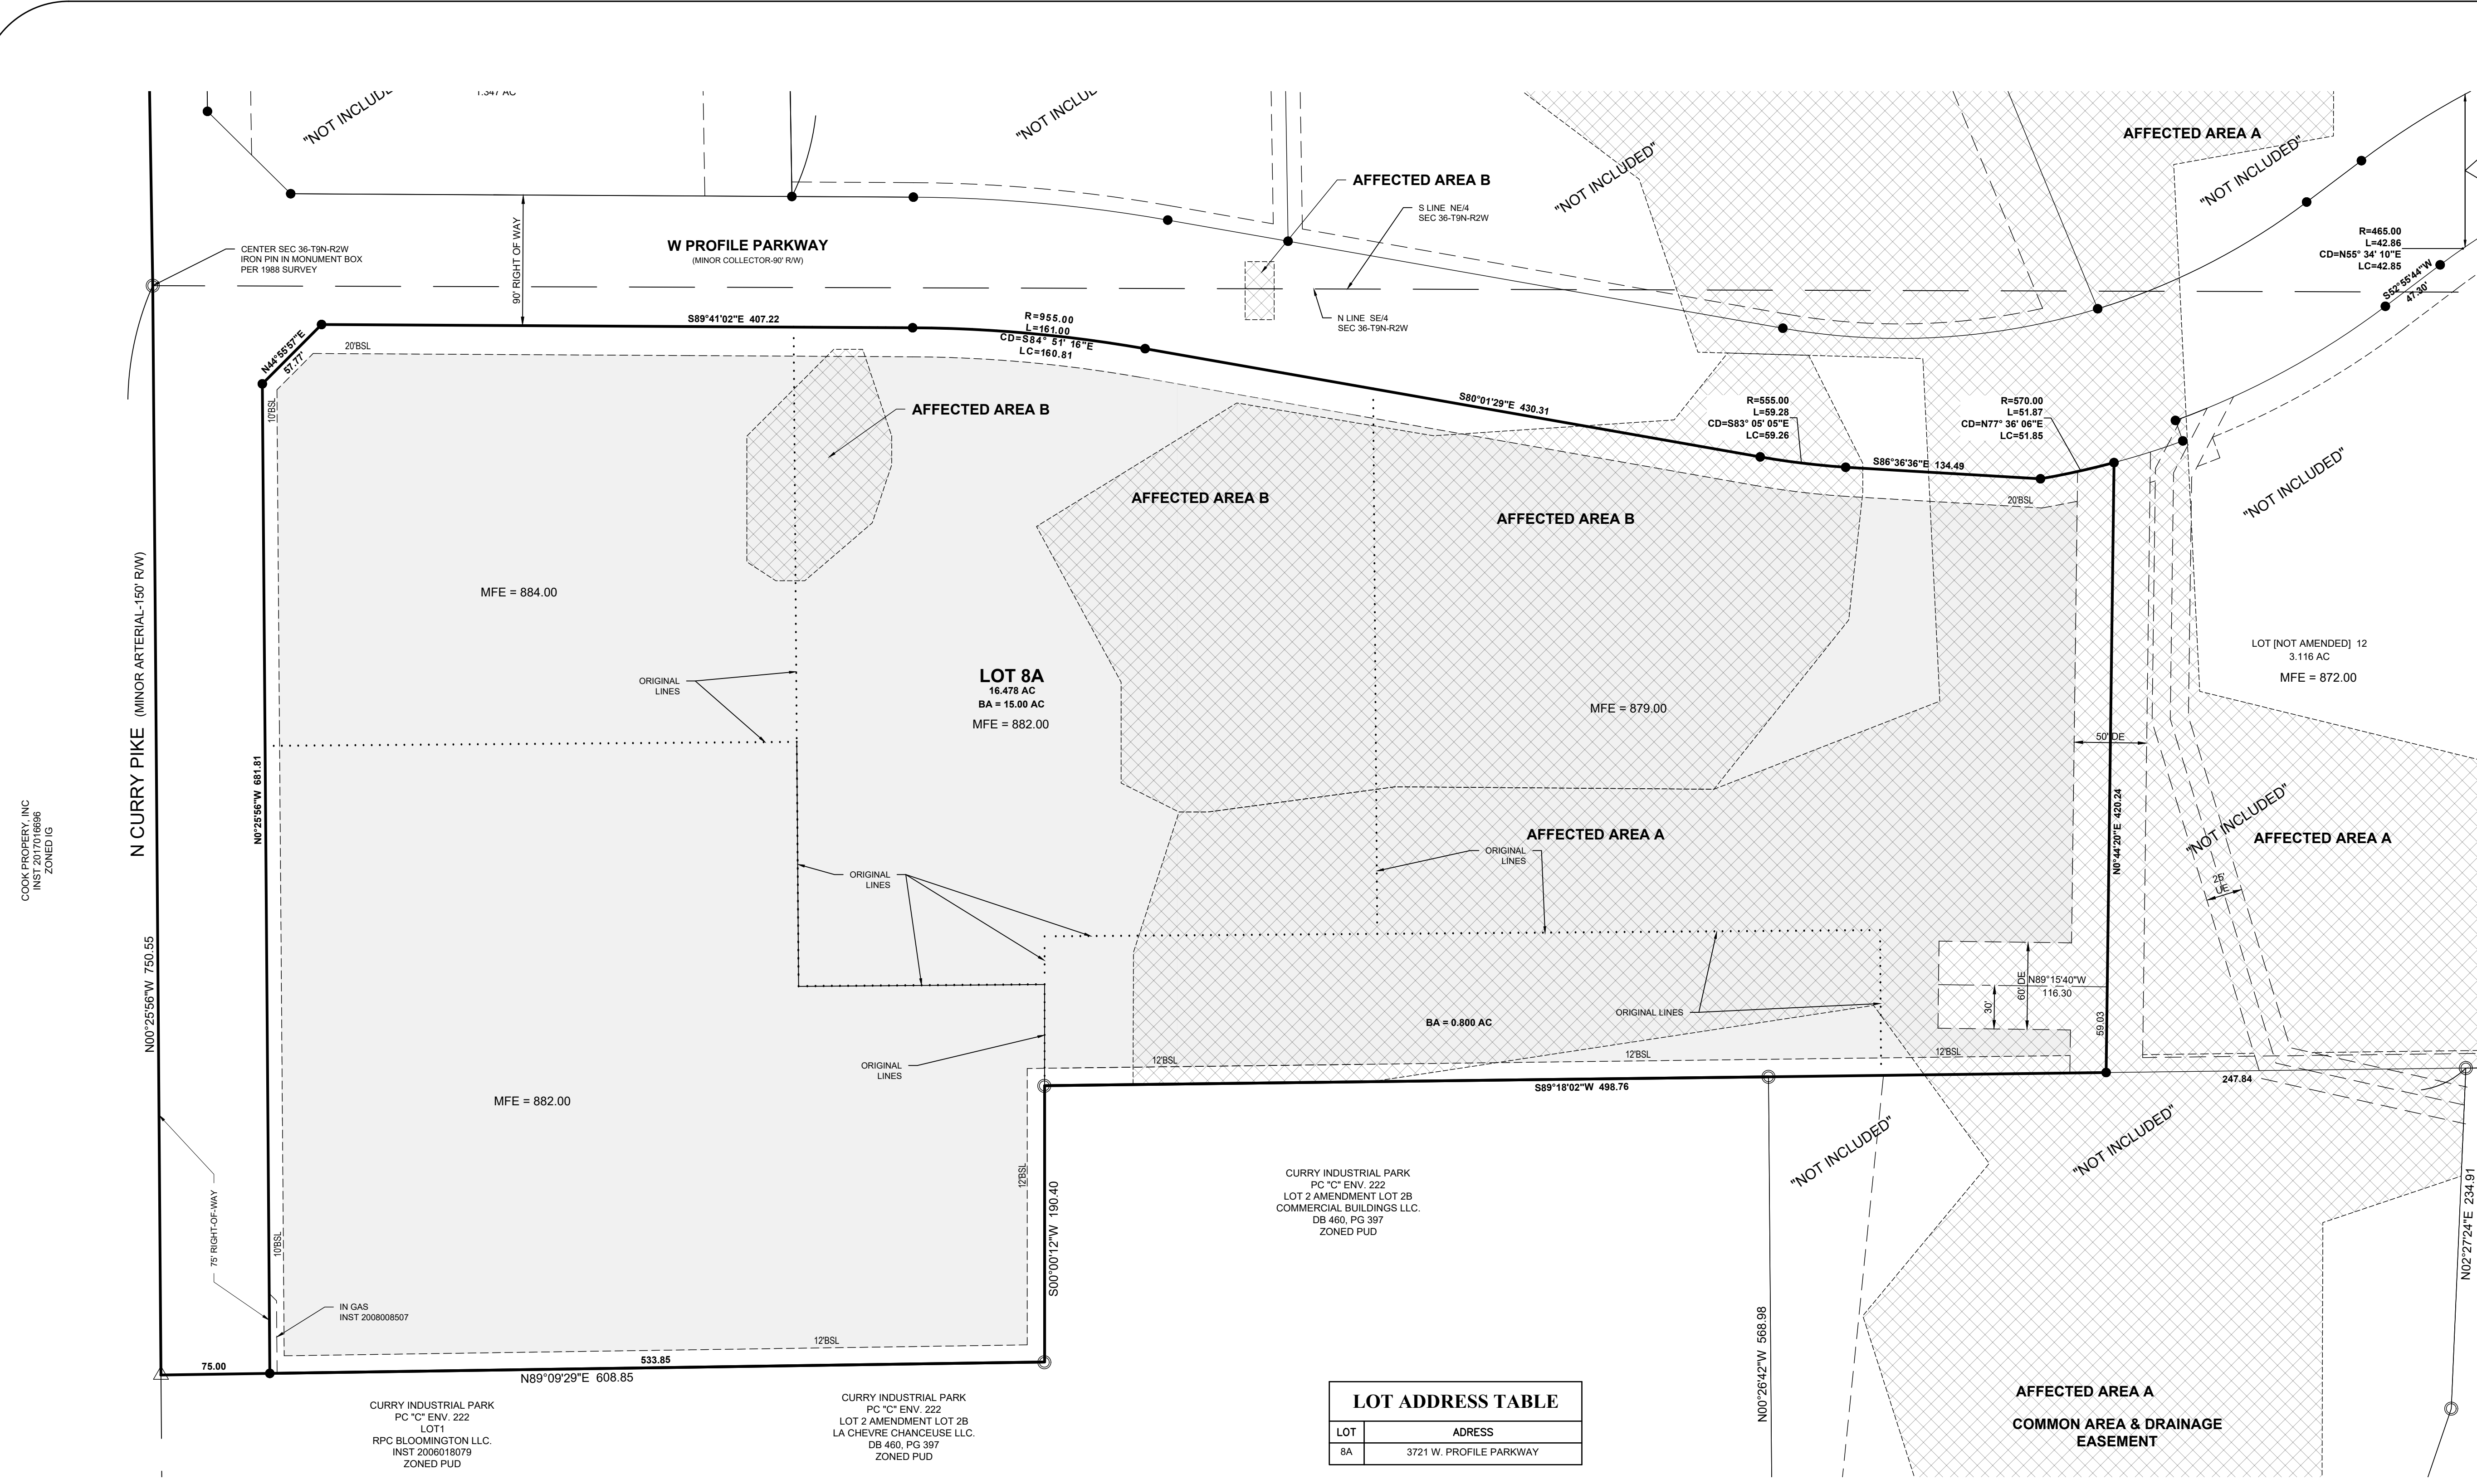 "NOT INCLU
"NOT INCLU
"NOT INCLUDED"
AFFECTED AREA A
"NOT INCLUDED"
AFFECTED AREA B
S LINE  NE/4
SEC 36-T9N-R2W
R=465.00
L=42.86
CD=N55° 34' 10"E
LC=42.85
S52°55'44"W
47.30'
CENTER SEC 36-T9N-R2W
IRON PIN IN MONUMENT BOX
PER 1988 SURVEY
90' RIGHT OF WAY
W PROFILE PARKWAY
(MINOR COLLECTOR-90' R/W)
N LINE  SE/4
SEC 36-T9N-R2W
S89°41'02"E  407.22
R=955.00
L=161.00
CD=S84° 51' 16"E
LC=160.81
N44°55'57"E
57.77'
20'BSL
10'BSL
AFFECTED AREA B
S80°01'29"E  430.31
R=555.00
L=59.28
CD=S83° 05' 05"E
LC=59.26
R=570.00
L=51.87
CD=N77° 36' 06"E
LC=51.85
S86°36'36"E  134.49
20'BSL
"NOT INCLUDED"
AFFECTED AREA B
AFFECTED AREA B
MFE = 884.00
N CURRY PIKE (MINOR ARTERIAL-150' R/W)
ORIGINAL
LINES
LOT 8A
16.478 AC
BA = 15.00 AC
MFE = 882.00
MFE = 879.00
LOT [NOT AMENDED]  12
3.116 AC
MFE = 872.00
50' DE
COOK PROPERY, INC
INST 2017016696
ZONED IG
N0°25'56"W  681.81
N0°44'20"E  420.24
"NOT INCLUDED"
AFFECTED AREA A
AFFECTED AREA A
ORIGINAL
LINES
ORIGINAL
LINES
25'
UE
N00°25'56"W  750.55
60' DE
30'
N89°15'40"W
116.30
59.03
BA = 0.800 AC
ORIGINAL LINES
ORIGINAL
LINES
12'BSL
12'BSL
12'BSL
S89°18'02"W  498.76
247.84
MFE = 882.00
"NOT INCLUDED"
"NOT INCLUDED"
12'BSL
S00°00'12"W  190.40
CURRY INDUSTRIAL PARK
PC "C" ENV. 222
LOT 2 AMENDMENT LOT 2B
COMMERCIAL BUILDINGS LLC.
DB 460, PG 397
ZONED PUD
75' RIGHT-OF-WAY
10'BSL
N02°27'24"E  234.91
IN GAS
INST 2008008507
12'BSL
N00°26'42"W  568.98
75.00
533.85
N89°09'29"E  608.85
CURRY INDUSTRIAL PARK
PC "C" ENV. 222
LOT1
RPC BLOOMINGTON LLC.
INST 2006018079
ZONED PUD
CURRY INDUSTRIAL PARK
PC "C" ENV. 222
LOT 2 AMENDMENT LOT 2B
LA CHEVRE CHANCEUSE LLC.
DB 460, PG 397
ZONED PUD
LOT ADDRESS TABLE
LOT ADRESS
8A 3721 W. PROFILE PARKWAY
AFFECTED AREA A
COMMON AREA & DRAINAGE
EASEMENT